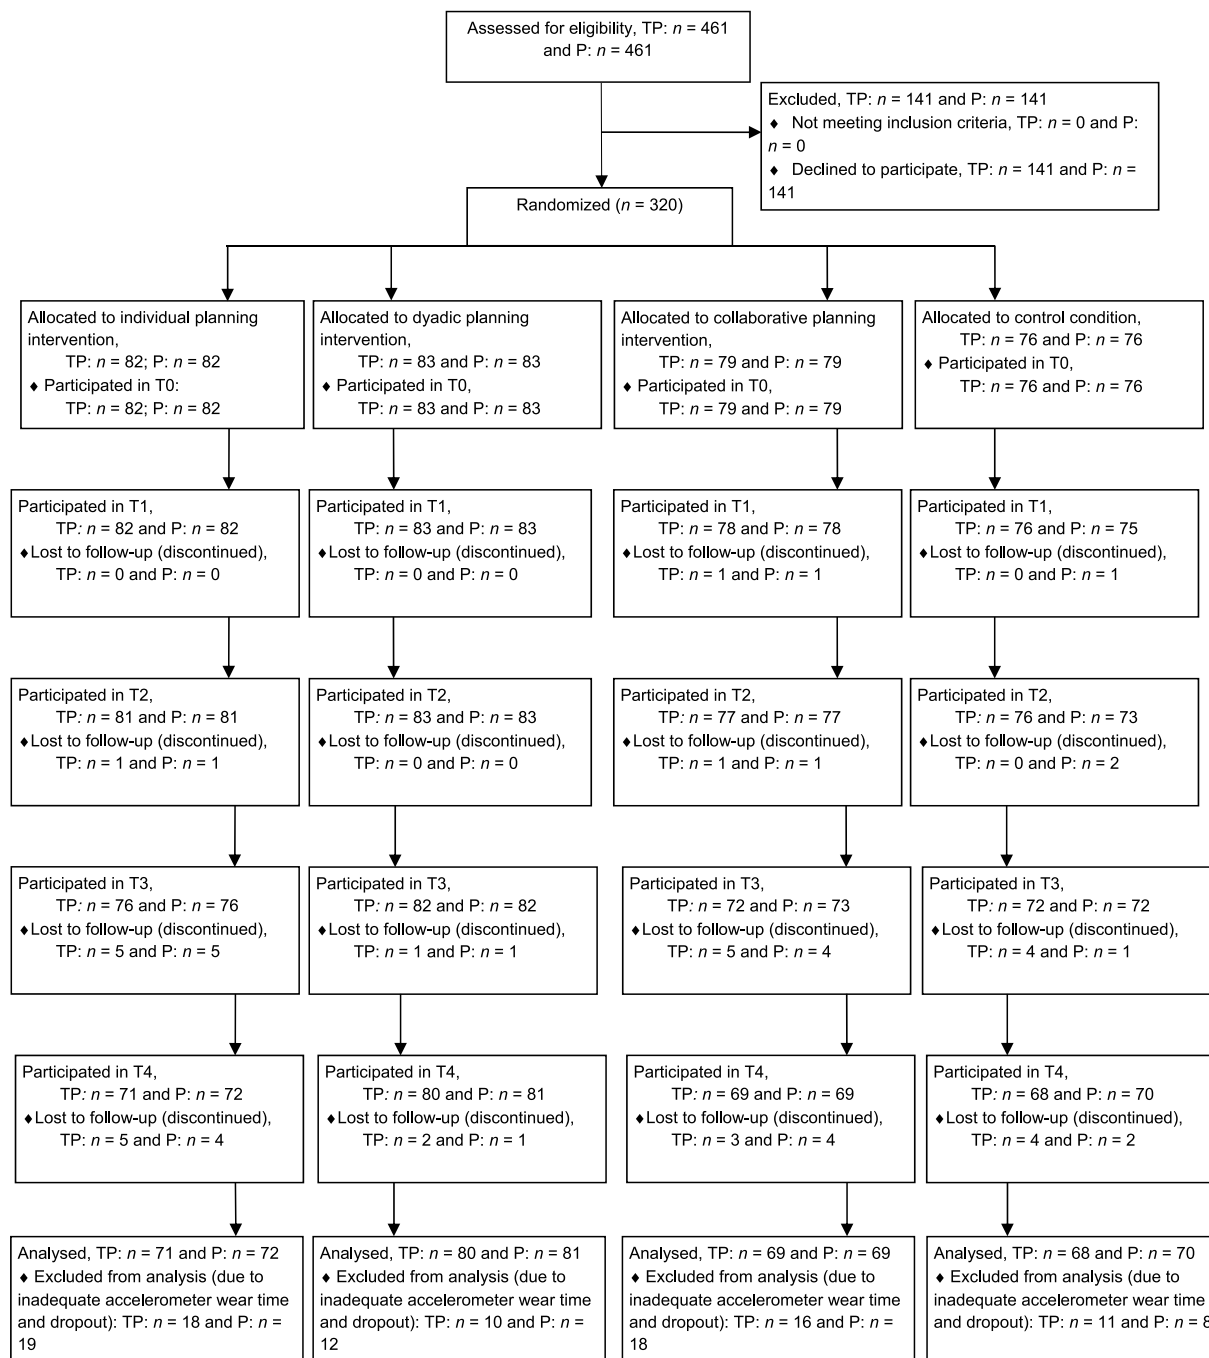 Assessed for eligibility, TP: n = 461
and P: n = 461
Excluded, TP: n = 141 and P: n = 141
♦ Not meeting inclusion criteria, TP: n = 0 and P:
n = 0
♦ Declined to participate, TP: n = 141 and P: n =
141
Randomized (n = 320)
Allocated to individual planning
intervention,
TP: n = 82; P: n = 82
♦ Participated in T0:
TP: n = 82; P: n = 82
Allocated to dyadic planning
intervention,
TP: n = 83 and P: n = 83
♦ Participated in T0,
TP: n = 83 and P: n = 83
Allocated to collaborative planning
intervention,
TP: n = 79 and P: n = 79
♦ Participated in T0,
TP: n = 79 and P: n = 79
Allocated to control condition,
TP: n = 76 and P: n = 76
♦ Participated in T0,
TP: n = 76 and P: n = 76
Participated in T1,
TP: n = 82 and P: n = 82
♦ Lost to follow-up (discontinued),
TP: n = 0 and P: n = 0
Participated in T1,
TP: n = 83 and P: n = 83
♦ Lost to follow-up (discontinued),
TP: n = 0 and P: n = 0
Participated in T1,
TP: n = 78 and P: n = 78
♦ Lost to follow-up (discontinued),
TP: n = 1 and P: n = 1
Participated in T1,
TP: n = 76 and P: n = 75
♦ Lost to follow-up (discontinued),
TP: n = 0 and P: n = 1
Participated in T2,
TP: n = 81 and P: n = 81
♦ Lost to follow-up (discontinued),
TP: n = 1 and P: n = 1
Participated in T2,
TP: n = 83 and P: n = 83
♦ Lost to follow-up (discontinued),
TP: n = 0 and P: n = 0
Participated in T2,
TP: n = 77 and P: n = 77
♦ Lost to follow-up (discontinued),
TP: n = 1 and P: n = 1
Participated in T2,
TP: n = 76 and P: n = 73
♦ Lost to follow-up (discontinued),
TP: n = 0 and P: n = 2
Participated in T3,
TP: n = 76 and P: n = 76
♦ Lost to follow-up (discontinued),
TP: n = 5 and P: n = 5
Participated in T3,
TP: n = 82 and P: n = 82
♦ Lost to follow-up (discontinued),
TP: n = 1 and P: n = 1
Participated in T3,
TP: n = 72 and P: n = 73
♦ Lost to follow-up (discontinued),
TP: n = 5 and P: n = 4
Participated in T3,
TP: n = 72 and P: n = 72
♦ Lost to follow-up (discontinued),
TP: n = 4 and P: n = 1
Participated in T4,
TP: n = 71 and P: n = 72
♦ Lost to follow-up (discontinued),
TP: n = 5 and P: n = 4
Participated in T4,
TP: n = 80 and P: n = 81
♦ Lost to follow-up (discontinued),
TP: n = 2 and P: n = 1
Participated in T4,
TP: n = 69 and P: n = 69
♦ Lost to follow-up (discontinued),
TP: n = 3 and P: n = 4
Participated in T4,
TP: n = 68 and P: n = 70
♦ Lost to follow-up (discontinued),
TP: n = 4 and P: n = 2
Analysed, TP: n = 71 and P: n = 72
♦ Excluded from analysis (due to
inadequate accelerometer wear time
and dropout): TP: n = 18 and P: n =
19
Analysed, TP: n = 80 and P: n = 81
♦ Excluded from analysis (due to
inadequate accelerometer wear time
and dropout): TP: n = 10 and P: n =
12
Analysed, TP: n = 69 and P: n = 69
♦ Excluded from analysis (due to
inadequate accelerometer wear time
and dropout): TP: n = 16 and P: n =
18
Analysed, TP: n = 68 and P: n = 70
♦ Excluded from analysis (due to
inadequate accelerometer wear time
and dropout): TP: n = 11 and P: n = 8